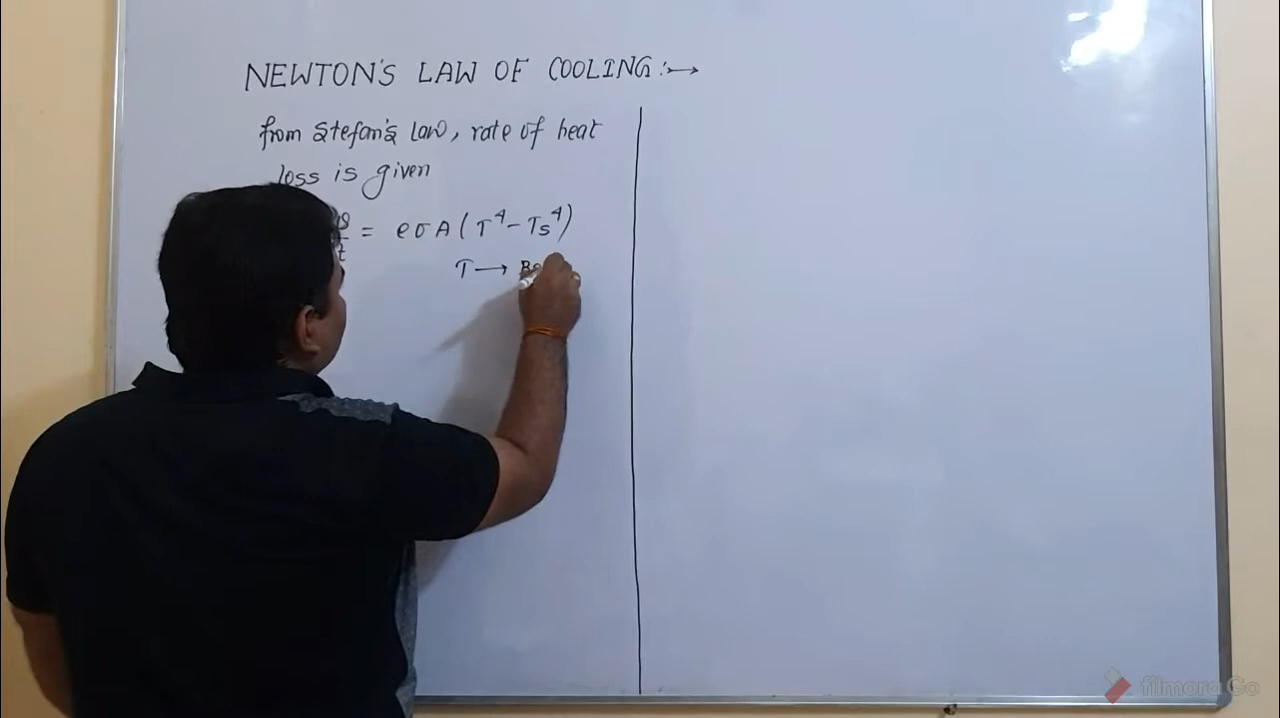 NEWTON'S LAW OF COOLING :→
from Stefan's law, rate of heat
loss is given
= eσA(T⁴-Ts⁴)
T →
filmora Go